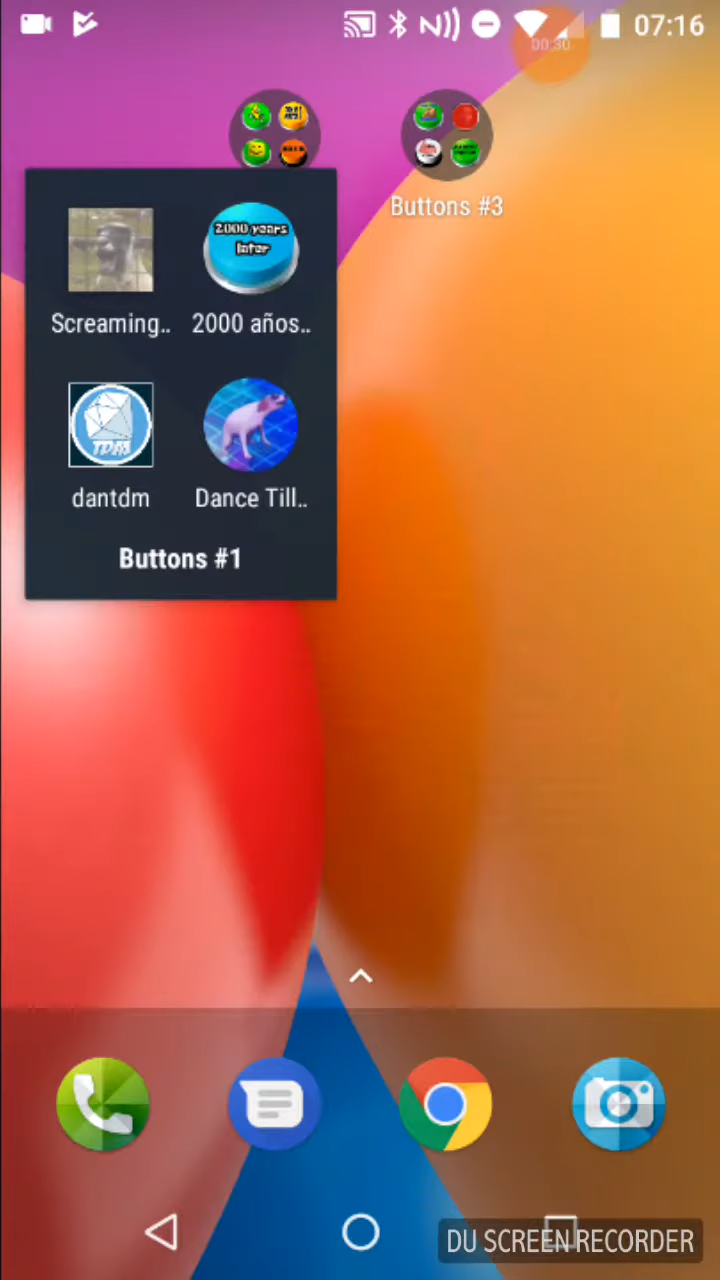 07:16
00:30
Buttons #3
2000 years
later
Screaming..
2000 años..
TDM
dantdm
Dance Till..
Buttons #1
DU SCREEN RECORDER